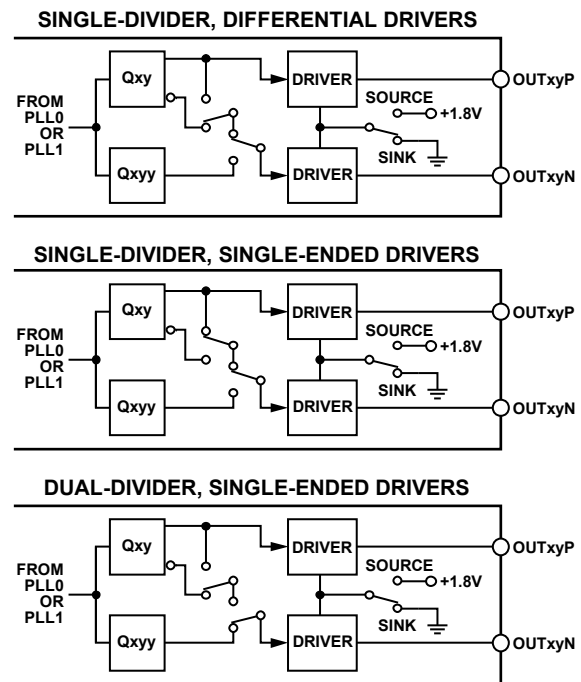 SINGLE-DIVIDER, DIFFERENTIAL DRIVERS
Qxy
DRIVER
OUTxyP
SOURCE
+1.8V
FROM
PLL0
OR
PLL1
SINK
Qxyy
DRIVER
OUTxyN
SINGLE-DIVIDER, SINGLE-ENDED DRIVERS
Qxy
DRIVER
OUTxyP
SOURCE
+1.8V
FROM
PLL0
OR
PLL1
SINK
Qxyy
DRIVER
OUTxyN
DUAL-DIVIDER, SINGLE-ENDED DRIVERS
Qxy
DRIVER
OUTxyP
SOURCE
+1.8V
FROM
PLL0
OR
PLL1
SINK
Qxyy
DRIVER
OUTxyN